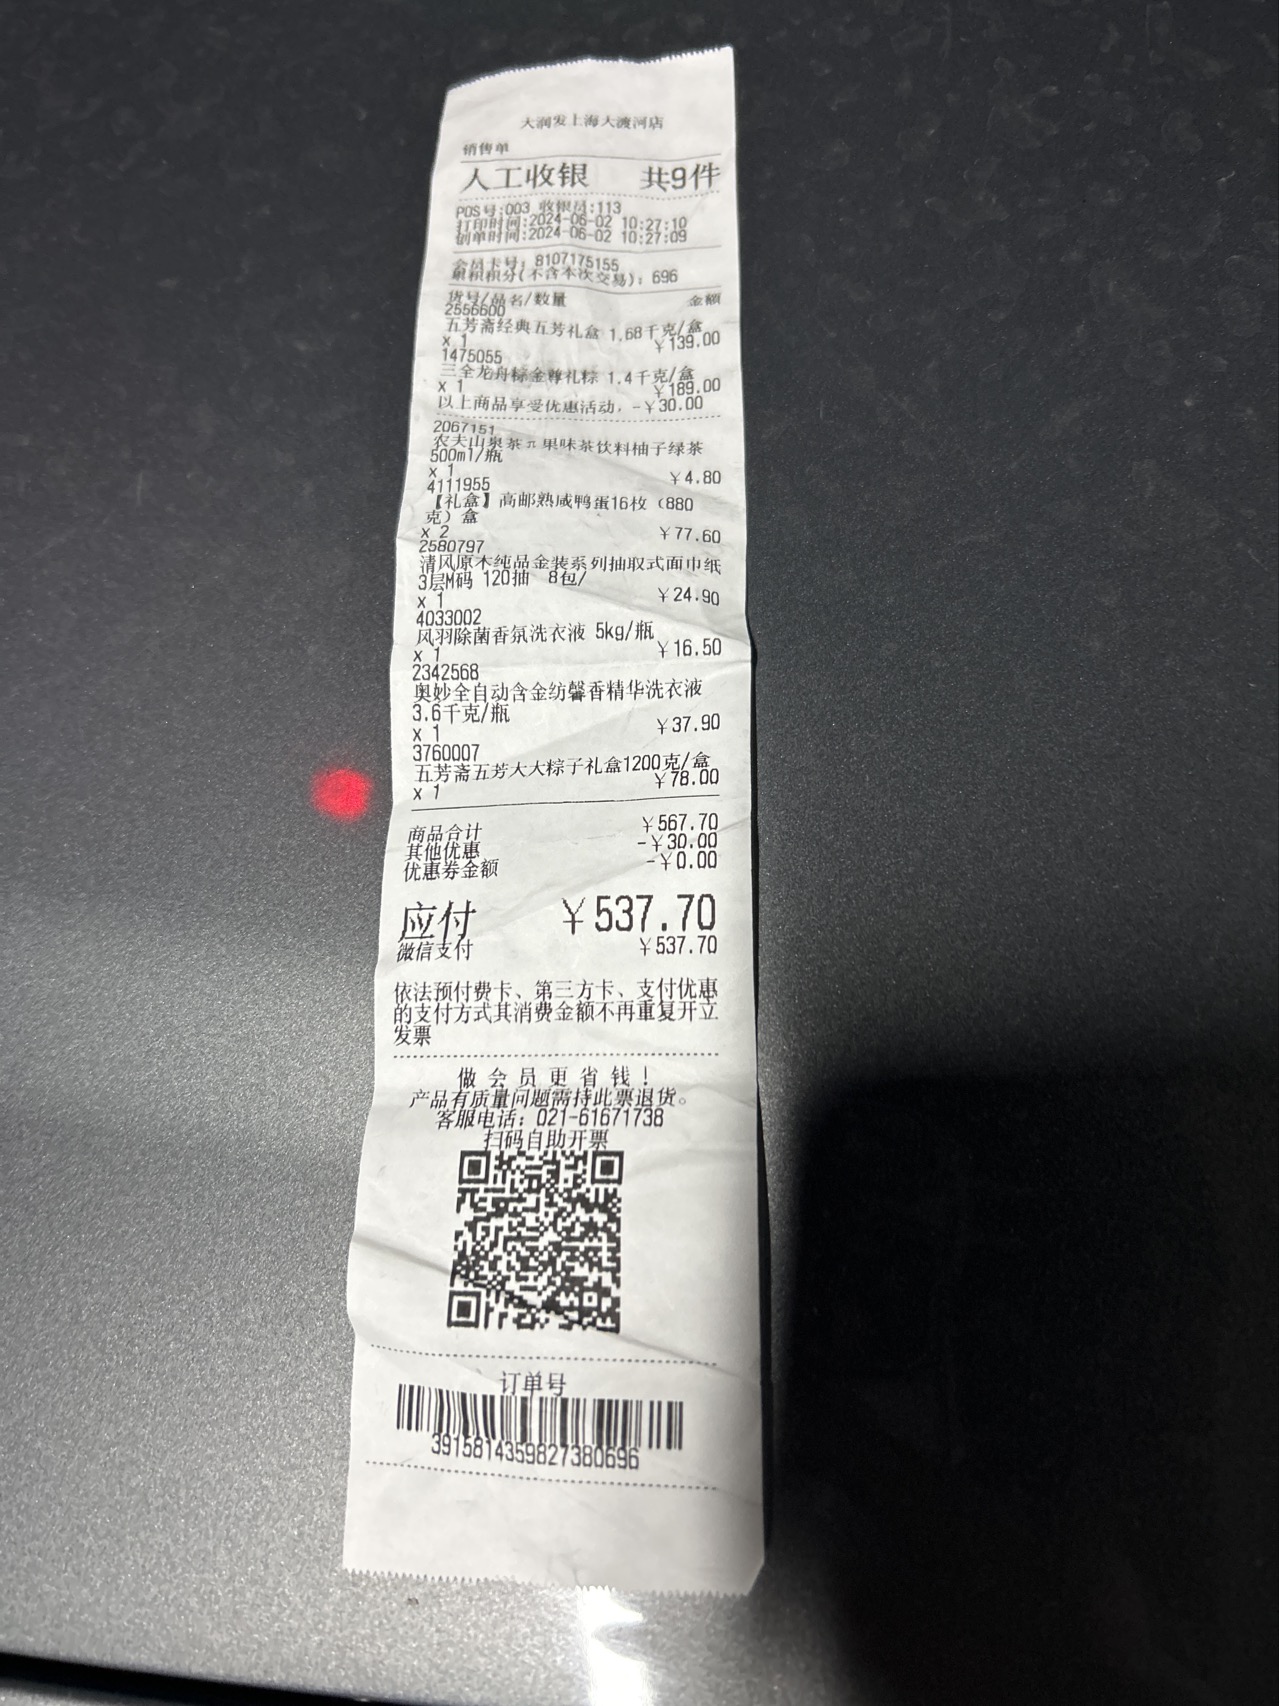 大润发上海大渡河店
销售单
人工收银 共9件
POS号:003 收银员:113
打印时间:2024-06-02 10:27:10
创单时间:2024-06-02 10:27:09
会员卡号: 8107175155
累积积分(不含本次交易): 696
货号/品名/数量 金额
2556600
五芳斋经典五芳礼盒 1.68千克/盒
x 1 ￥139.00
1475055
三全龙舟粽金尊礼粽 1.4千克/盒
x 1 ￥189.00
以上商品享受优惠活动, -￥30.00
2067151
农夫山泉茶π果味茶饮料柚子绿茶
500ml/瓶
x 1 ￥4.80
4111955
【礼盒】高邮熟咸鸭蛋16枚（880
克）盒
x 2 ￥77.60
2580797
清风原木纯品金装系列抽取式面巾纸
3层M码 120抽 8包/
x 1 ￥24.90
4033002
风羽除菌香氛洗衣液 5kg/瓶
x 1 ￥16.50
2342568
奥妙全自动含金纺馨香精华洗衣液
3.6千克/瓶
x 1 ￥37.90
3760007
五芳斋五芳大大粽子礼盒1200克/盒
x 1 ￥78.00
商品合计 ￥567.70
其他优惠 -￥30.00
优惠券金额 -￥0.00
应付 ￥537.70
微信支付 ￥537.70
依法预付费卡、第三方卡、支付优惠
的支付方式其消费金额不再重复开立
发票
做会员更省钱！
产品有质量问题需持此票退货。
客服电话: 021-61671738
扫码自助开票
订单号
3915814359827380696